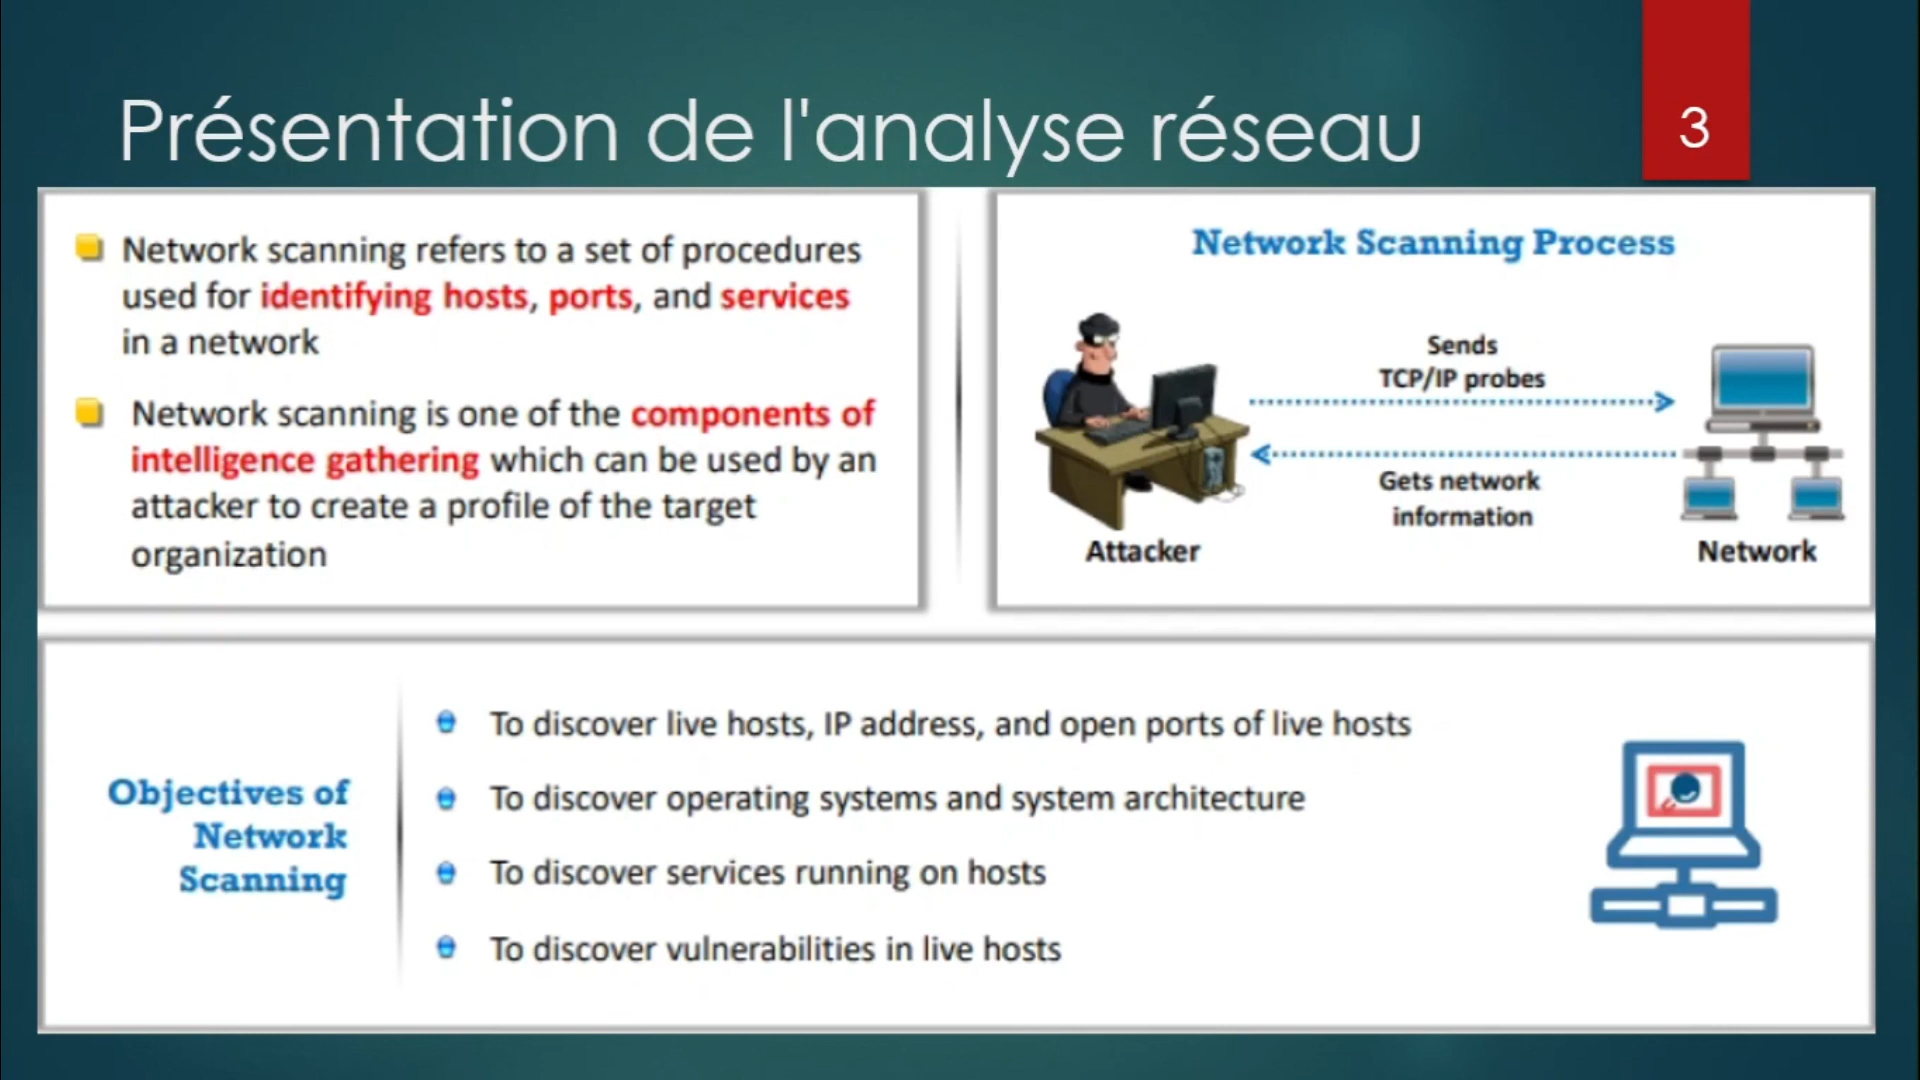 Présentation de l'analyse réseau
3
Network scanning refers to a set of procedures
used for identifying hosts, ports, and services
in a network
Network scanning is one of the components of
intelligence gathering which can be used by an
attacker to create a profile of the target
organization
Network Scanning Process
Sends
TCP/IP probes
Gets network
information
Attacker
Network
Objectives of
Network
Scanning
To discover live hosts, IP address, and open ports of live hosts
To discover operating systems and system architecture
To discover services running on hosts
To discover vulnerabilities in live hosts